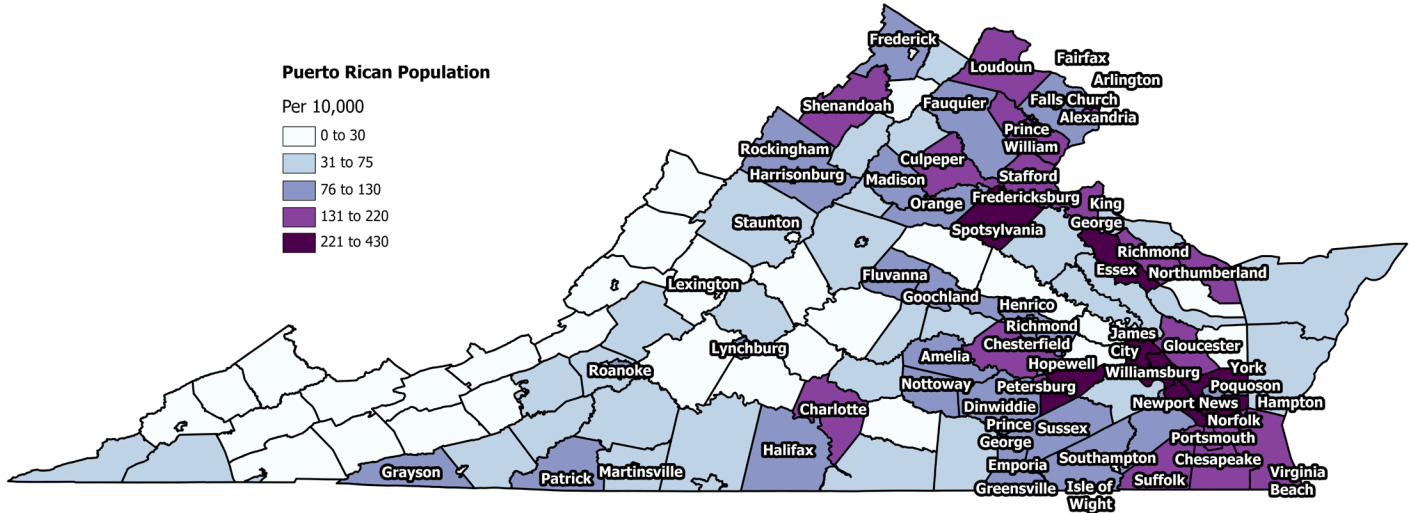 Puerto Rican Population
Per 10,000
0 to 30
31 to 75
76 to 130
131 to 220
221 to 430
Frederick
Loudoun
Fairfax
Arlington
Shenandoah
Fauquier
Falls Church
Alexandria
Prince
William
Rockingham
Culpeper
Harrisonburg
Madison
Stafford
Orange
Fredericksburg
King
George
Staunton
Spotsylvania
Richmond
Essex
Northumberland
Fluvanna
Lexington
Goochland
Henrico
Richmond
James
City
Chesterfield
Gloucester
Lynchburg
Amelia
Hopewell
York
Roanoke
Williamsburg
Nottoway
Petersburg
Poquoson
Charlotte
Dinwiddie
Newport News
Hampton
Prince
George
Sussex
Norfolk
Portsmouth
Halifax
Southampton
Chesapeake
Grayson
Patrick
Martinsville
Emporia
Greensville
Isle of
Wight
Suffolk
Virginia
Beach